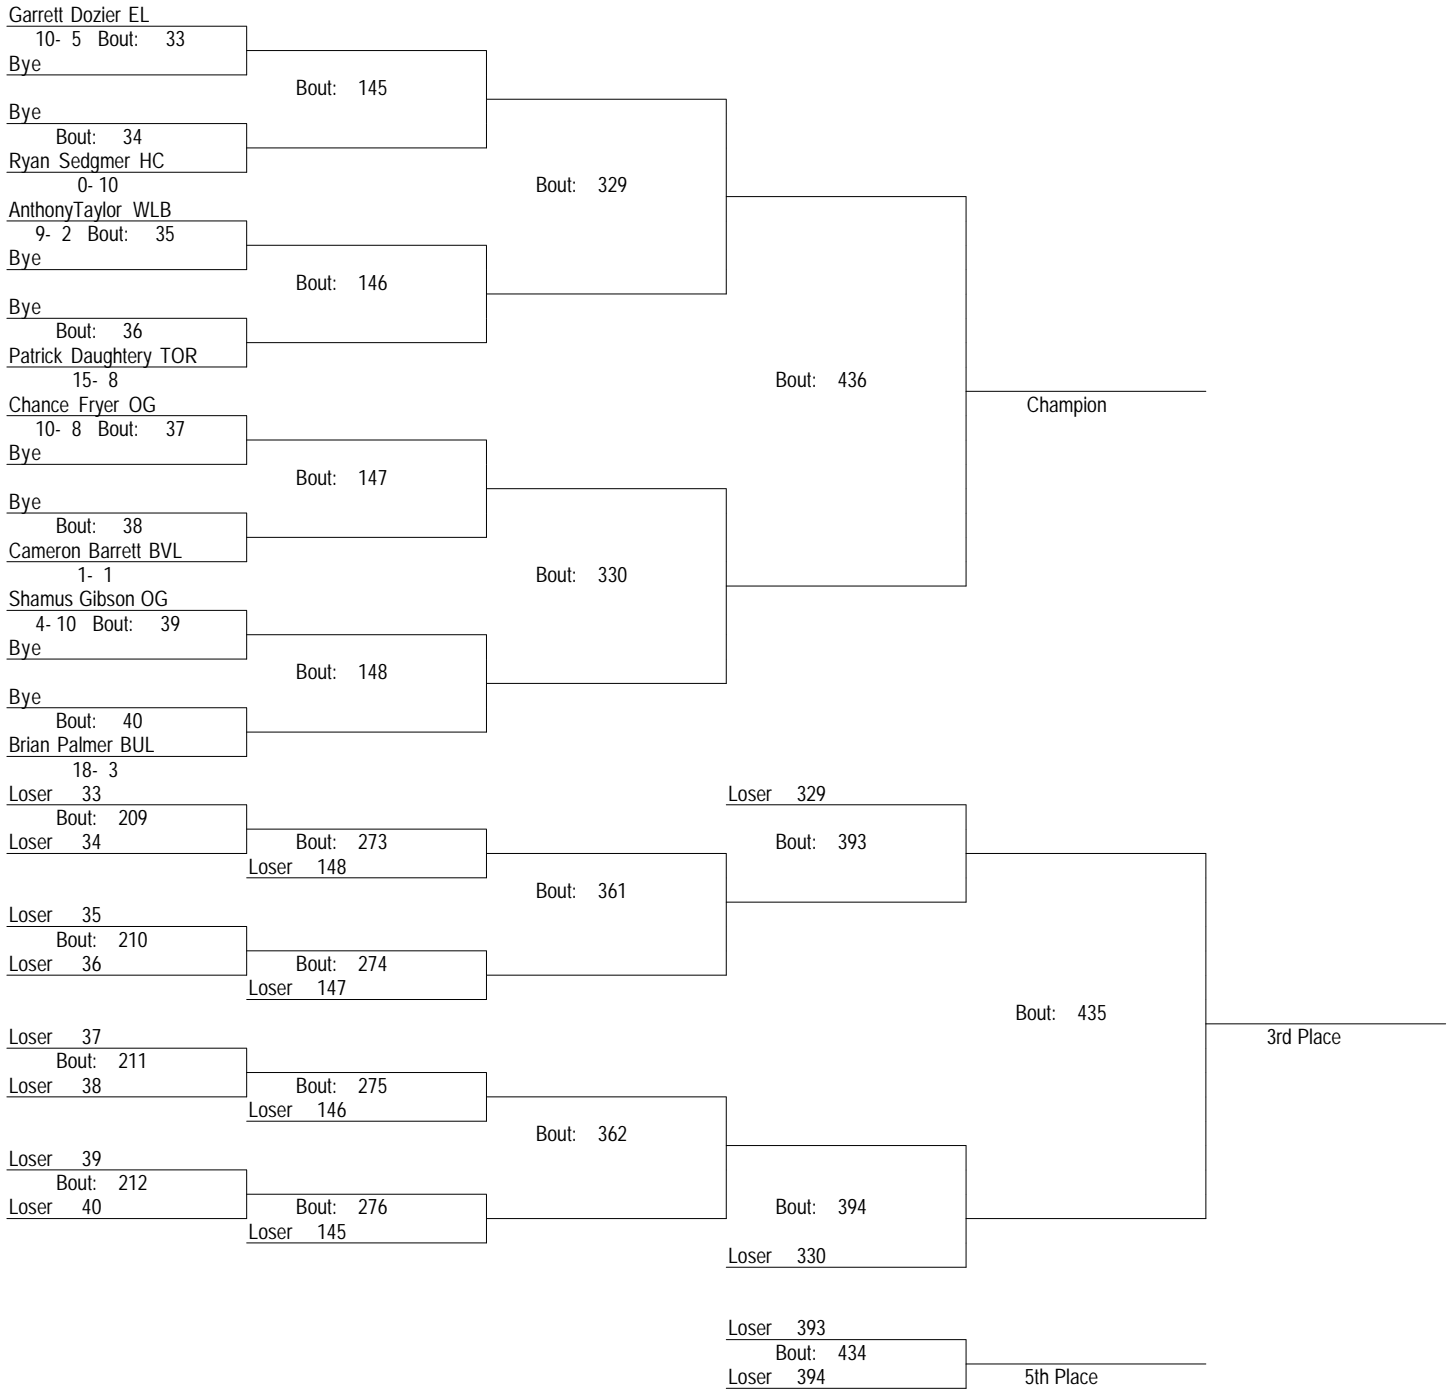 Garrett Dozier EL
10- 5 Bout: 33
Bye
Bout: 145
Bye
Bout: 34
Ryan Sedgmer HC
0- 10
Bout: 329
AnthonyTaylor WLB
9- 2 Bout: 35
Bye
Bout: 146
Bye
Bout: 36
Patrick Daughtery TOR
15- 8
Bout: 436
Champion
Chance Fryer OG
10- 8 Bout: 37
Bye
Bout: 147
Bye
Bout: 38
Cameron Barrett BVL
1- 1
Bout: 330
Shamus Gibson OG
4- 10 Bout: 39
Bye
Bout: 148
Bye
Bout: 40
Brian Palmer BUL
18- 3
Loser 33
Bout: 209
Loser 34
Bout: 273
Loser 148
Loser 329
Bout: 393
Bout: 361
Loser 35
Bout: 210
Loser 36
Bout: 274
Loser 147
Bout: 435
3rd Place
Loser 37
Bout: 211
Loser 38
Bout: 275
Loser 146
Bout: 362
Loser 39
Bout: 212
Loser 40
Bout: 276
Loser 145
Bout: 394
Loser 330
Loser 393
Bout: 434
Loser 394
5th Place